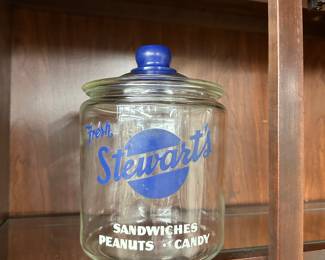 Fresh
Stewart's
SANDWICHES
PEANUTS •• CANDY